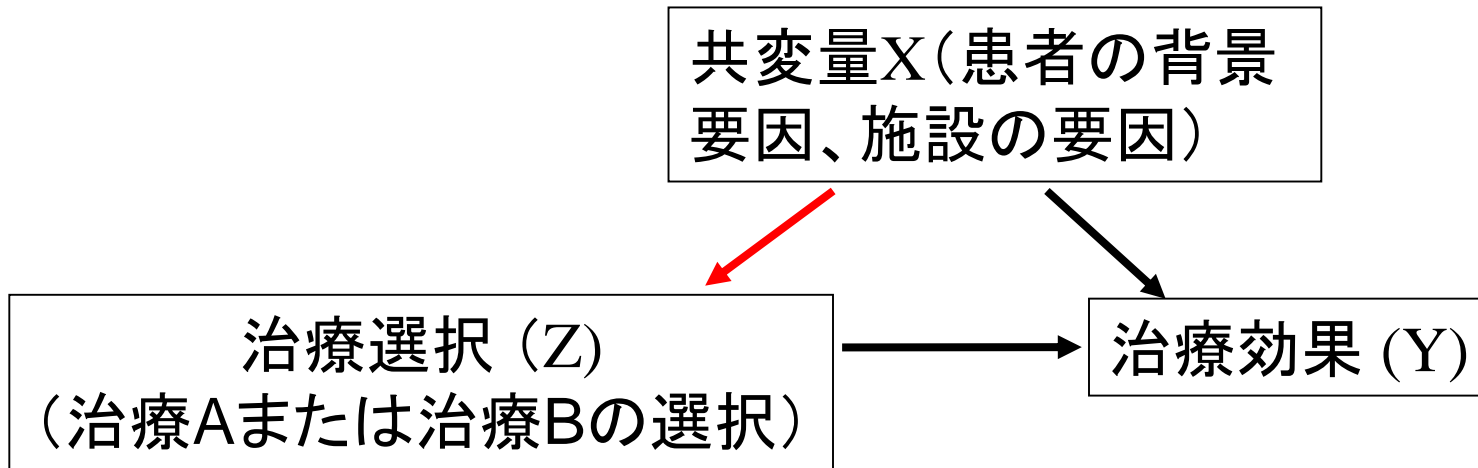 共変量X（患者の背景
要因、施設の要因）
治療選択（Z)
（治療Aまたは治療Bの選択）
治療効果 (Y)